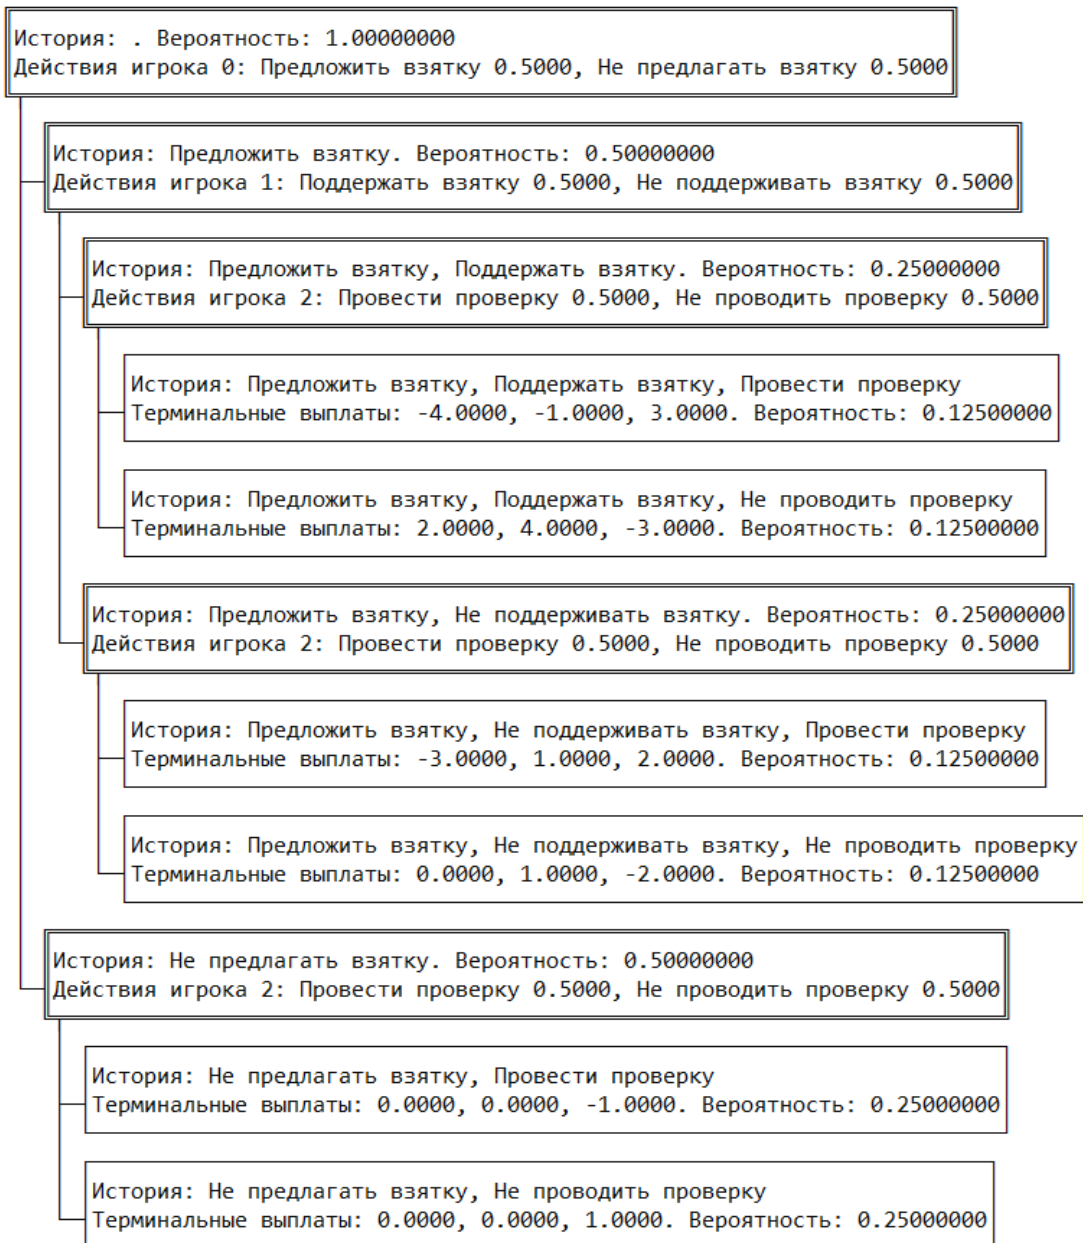 История: . Вероятность: 1.00000000
Действия игрока 0: Предложить взятку 0.5000, Не предлагать взятку 0.5000
История: Предложить взятку. Вероятность: 0.50000000
Действия игрока 1: Поддержать взятку 0.5000, Не поддерживать взятку 0.5000
История: Предложить взятку, Поддержать взятку. Вероятность: 0.25000000
Действия игрока 2: Провести проверку 0.5000, Не проводить проверку 0.5000
История: Предложить взятку, Поддержать взятку, Провести проверку
Терминальные выплаты: -4.0000, -1.0000, 3.0000. Вероятность: 0.12500000
История: Предложить взятку, Поддержать взятку, Не проводить проверку
Терминальные выплаты: 2.0000, 4.0000, -3.0000. Вероятность: 0.12500000
История: Предложить взятку, Не поддерживать взятку. Вероятность: 0.25000000
Действия игрока 2: Провести проверку 0.5000, Не проводить проверку 0.5000
История: Предложить взятку, Не поддерживать взятку, Провести проверку
Терминальные выплаты: -3.0000, 1.0000, 2.0000. Вероятность: 0.12500000
История: Предложить взятку, Не поддерживать взятку, Не проводить проверку
Терминальные выплаты: 0.0000, 1.0000, -2.0000. Вероятность: 0.12500000
История: Не предлагать взятку. Вероятность: 0.50000000
Действия игрока 2: Провести проверку 0.5000, Не проводить проверку 0.5000
История: Не предлагать взятку, Провести проверку
Терминальные выплаты: 0.0000, 0.0000, -1.0000. Вероятность: 0.25000000
История: Не предлагать взятку, Не проводить проверку
Терминальные выплаты: 0.0000, 0.0000, 1.0000. Вероятность: 0.25000000